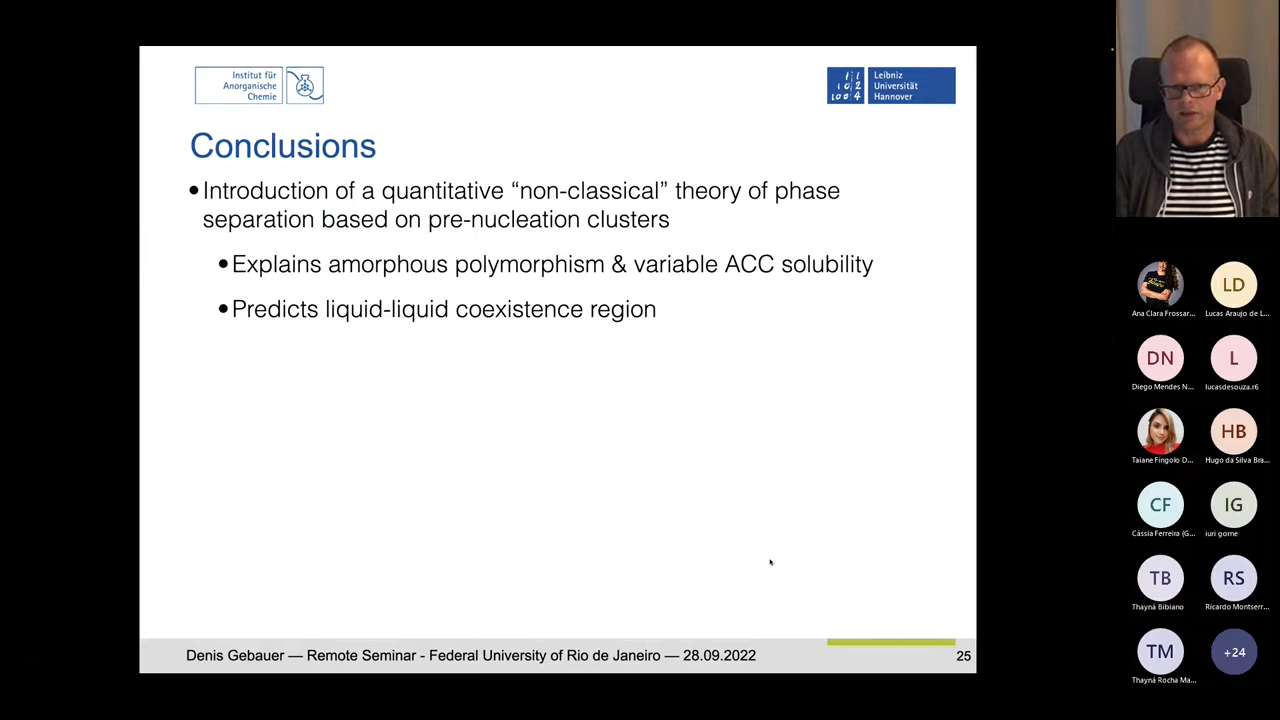 Institut für
Anorganische
Chemie
Leibniz
Universität
Hannover
Conclusions
•Introduction of a quantitative “non-classical” theory of phase
separation based on pre-nucleation clusters
•Explains amorphous polymorphism & variable ACC solubility
•Predicts liquid-liquid coexistence region
Denis Gebauer — Remote Seminar - Federal University of Rio de Janeiro — 28.09.2022
25
Ana Clara Frossar...
LD
Lucas Araujo de L...
DN
Diego Mendes N...
L
lucasdesouza.r6
Taiane Fingolo D...
HB
Hugo da Silva Bra...
CF
Cássia Ferreira (G...
IG
iuri gorne
TB
Thayná Bibiano
RS
Ricardo Montserr...
TM
Thayná Rocha Ma...
+24